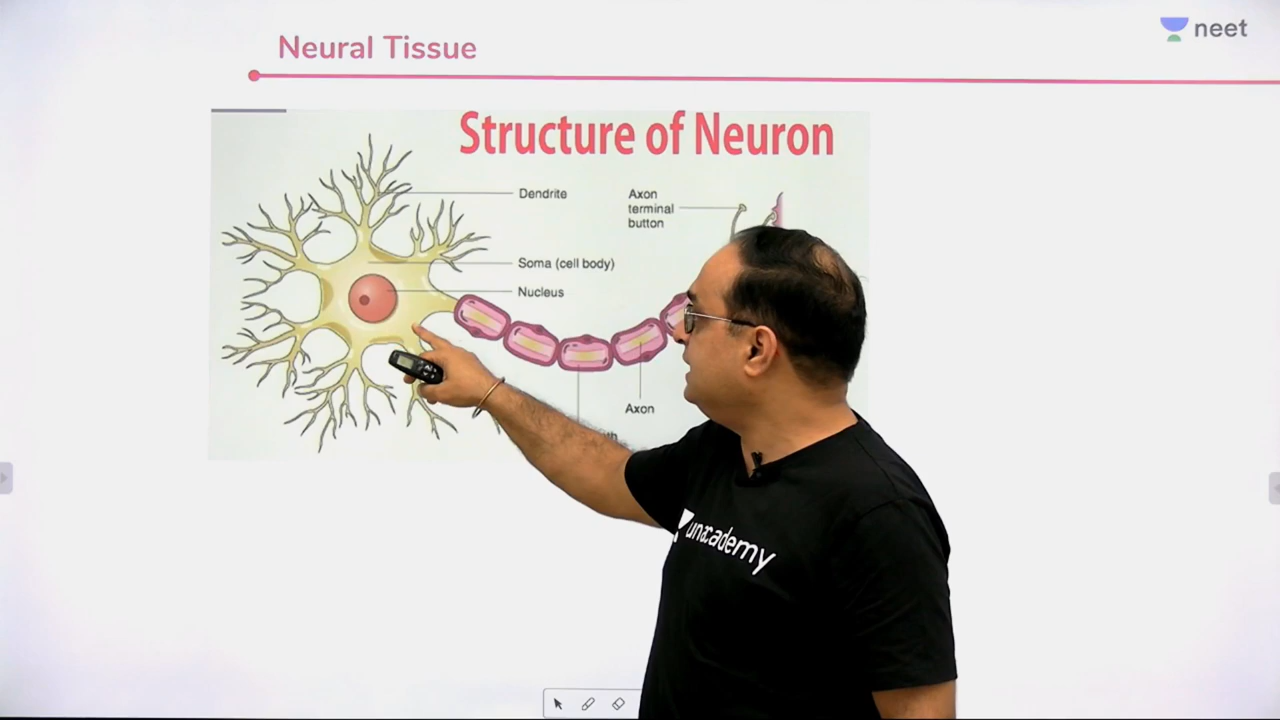 Neural Tissue
neet
Structure of Neuron
Dendrite
Axon
terminal
button
Soma (cell body)
Nucleus
Axon
unacademy